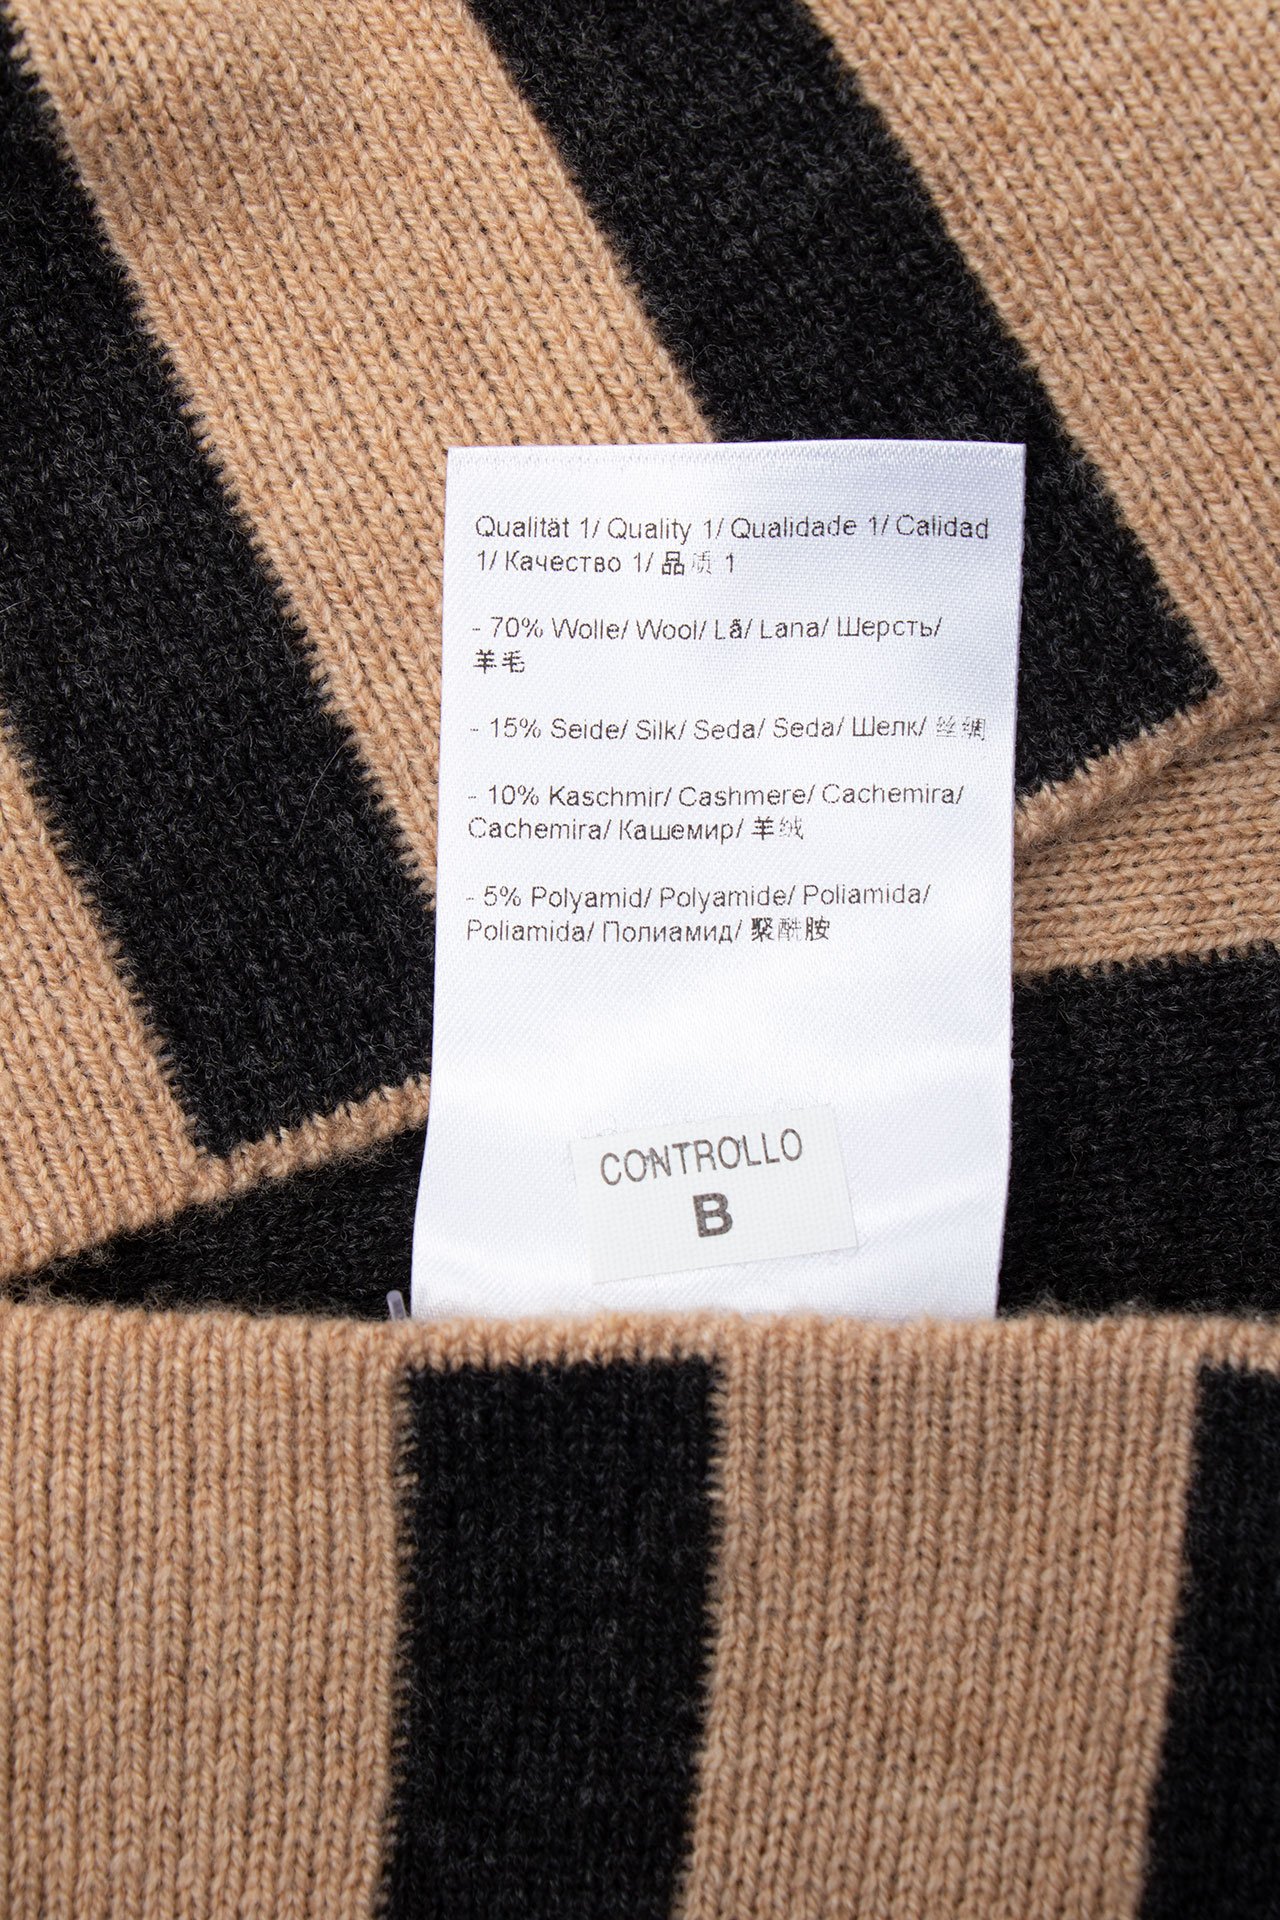 Qualität 1/ Quality 1/ Qualidade 1/ Calidad
1/ Качество 1/ 品质 1
- 70% Wolle/ Wool/ Lã/ Lana/ Шерсть/
羊毛
- 15% Seide/ Silk/ Seda/ Seda/ Шелк/ 丝绸
- 10% Kaschmir/ Cashmere/ Cachemira/
Cachemira/ Кашемир/ 羊绒
- 5% Polyamid/ Polyamide/ Poliamida/
Poliamida/ Полиамид/ 聚酰胺
CONTROLLO
B